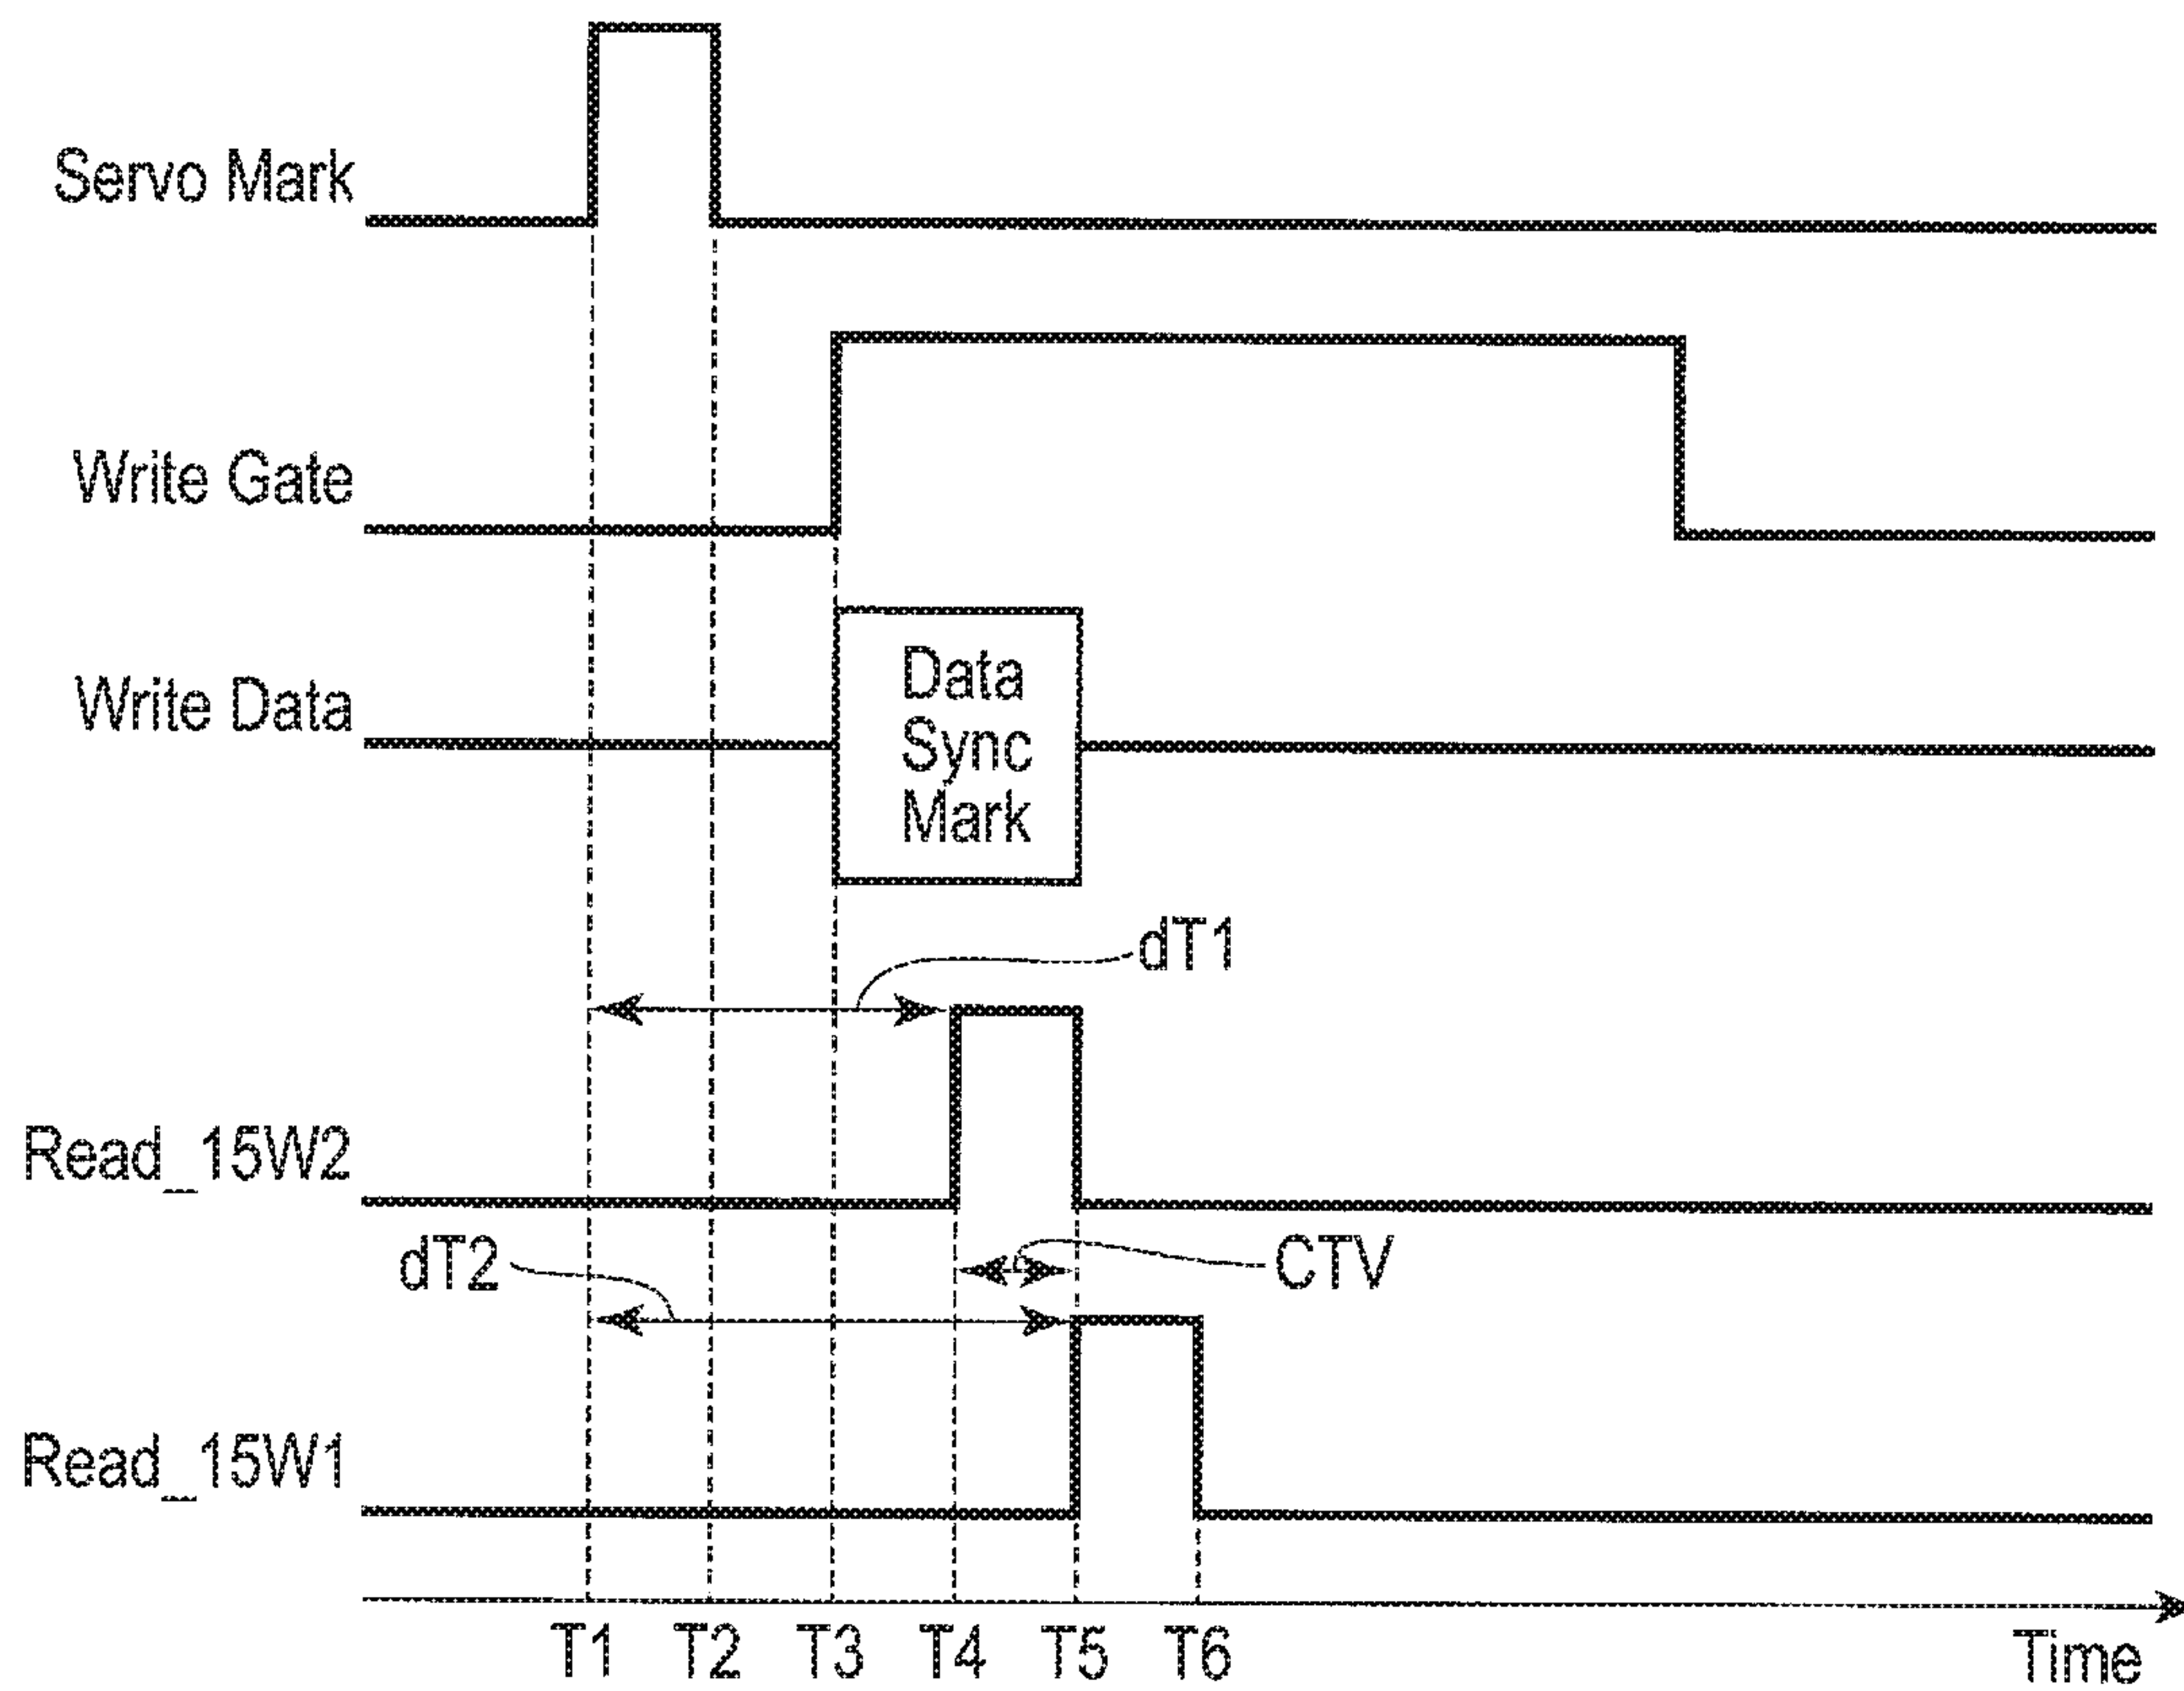 Servo Mark
Write Gate
Write Data
Data
Sync
Mark
dT1
Read_15W2
dT2
CTV
Read_15W1
T1 T2 T3 T4 T5 T6 Time